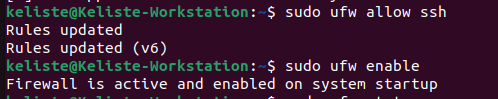 keliste@Keliste-Workstation:~$ sudo ufw allow ssh
Rules updated
Rules updated (v6)
keliste@Keliste-Workstation:~$ sudo ufw enable
Firewall is active and enabled on system startup